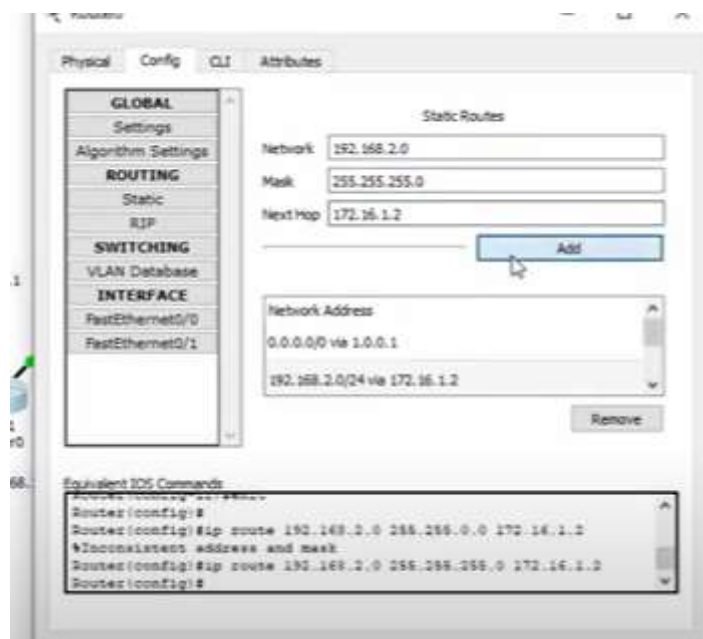 Physical Config CLI Attributes
GLOBAL
Settings
Algorithm Settings
ROUTING
Static
RIP
SWITCHING
VLAN Database
INTERFACE
FastEthernet0/0
FastEthernet0/1
Static Routes
Network 192.168.2.0
Mask 255.255.255.0
Next Hop 172.16.1.2
Add
Network Address
0.0.0.0/0 via 1.0.0.1
192.168.2.0/24 via 172.16.1.2
Remove
Equivalent IOS Commands
Router(config)#
Router(config)#ip route 192.168.2.0 255.255.0.0 172.16.1.2
%Inconsistent address and mask
Router(config)#ip route 192.168.2.0 255.255.255.0 172.16.1.2
Router(config)#